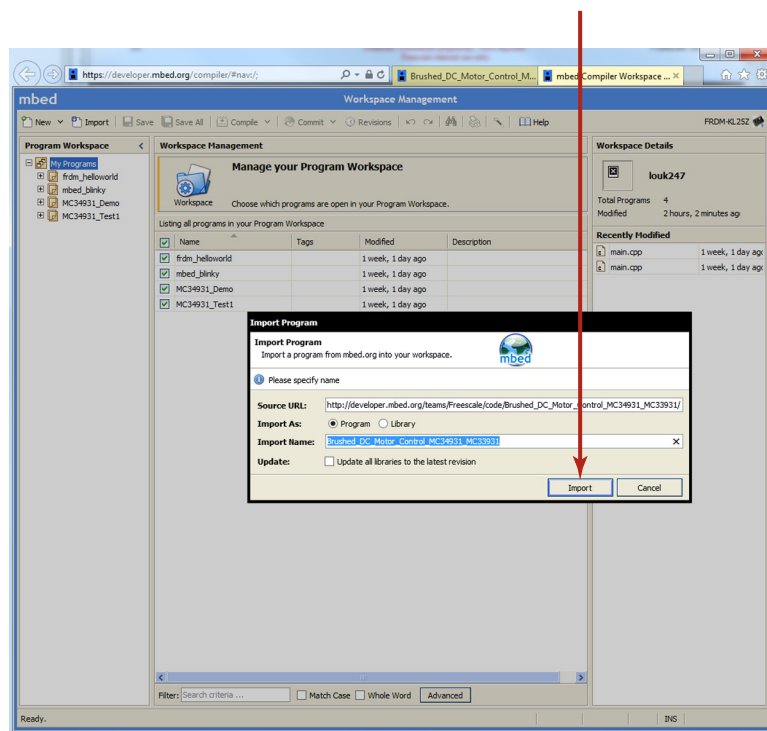 https://developer.mbed.org/compiler/#nav:/;
Brushed_DC_Motor_Control_M...
mbed Compiler Workspace ...
mbed
Workspace Management
New
Import
Save
Save All
Compile
Commit
Revisions
Help
FRDM-KL25Z
Program Workspace
My Programs
frdm_helloworld
mbed_blinky
MC34931_Demo
MC34931_Test1
Workspace Management
Manage your Program Workspace
Workspace
Choose which programs are open in your Program Workspace.
Listing all programs in your Program Workspace
Name Tags Modified Description
frdm_helloworld 1 week, 1 day ago
mbed_blinky 1 week, 1 day ago
MC34931_Demo 1 week, 1 day ago
MC34931_Test1 1 week, 1 day ago
Workspace Details
louk247
Total Programs 4
Modified 2 hours, 2 minutes ago
Recently Modified
main.cpp 1 week, 1 day ago
main.cpp 1 week, 1 day ago
Import Program
Import Program
Import a program from mbed.org into your workspace.
mbed
Please specify name
Source URL: http://developer.mbed.org/teams/Freescale/code/Brushed_DC_Motor_Control_MC34931_MC33931/
Import As: Program Library
Import Name: Brushed_DC_Motor_Control_MC34931_MC33931
Update: Update all libraries to the latest revision
Import Cancel
Filter: Search criteria ... Match Case Whole Word Advanced
Ready.
INS